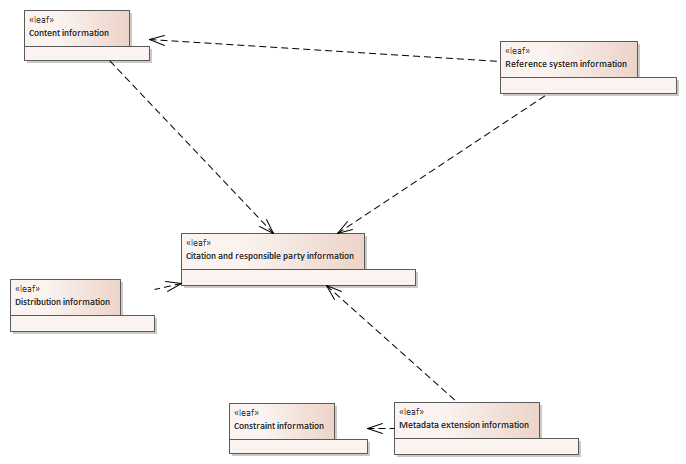 «leaf»
Content information
«leaf»
Reference system information
«leaf»
Citation and responsible party information
«leaf»
Distribution information
«leaf»
Constraint information
«leaf»
Metadata extension information